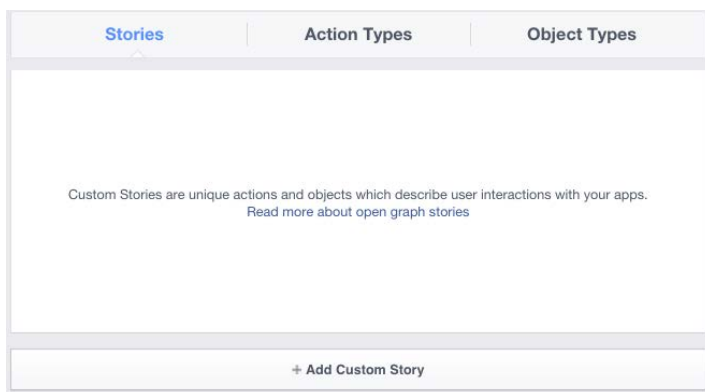 Stories Action Types Object Types
Custom Stories are unique actions and objects which describe user interactions with your apps.
Read more about open graph stories
+ Add Custom Story